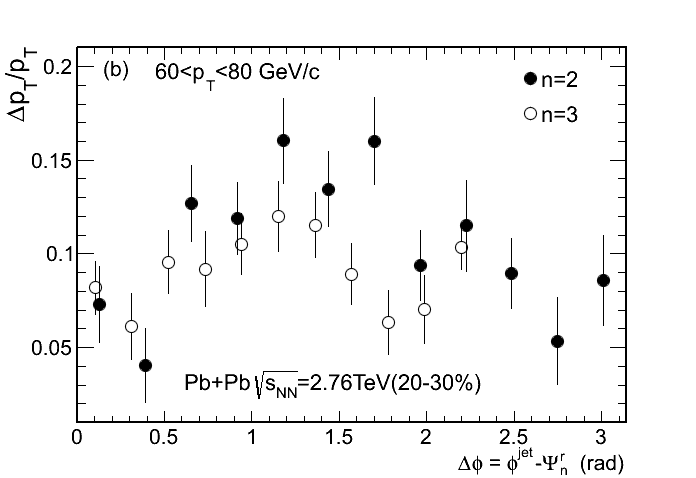 Δp_T/p_T
0.2
0.15
0.1
0.05
(b) 60<p_T<80 GeV/c
n=2
n=3
Pb+Pb √s_NN=2.76TeV(20-30%)
0 0.5 1 1.5 2 2.5 3
Δϕ = ϕ^jet-Ψ_n^r (rad)